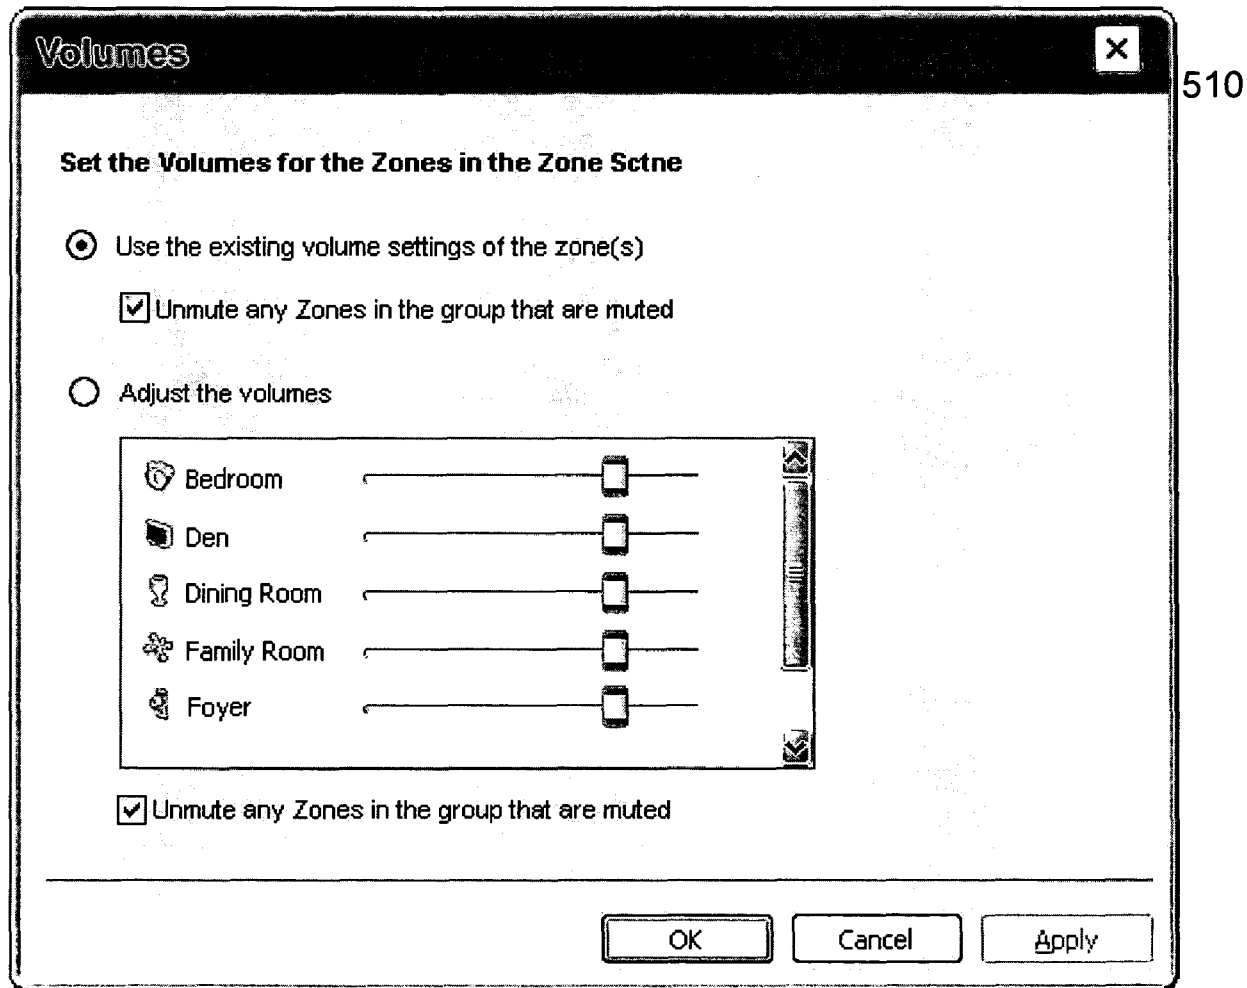 Volumes
510
Set the Volumes for the Zones in the Zone Sctne
Use the existing volume settings of the zone(s)
Unmute any Zones in the group that are muted
Adjust the volumes
Bedroom
Den
Dining Room
Family Room
Foyer
Unmute any Zones in the group that are muted
OK Cancel Apply